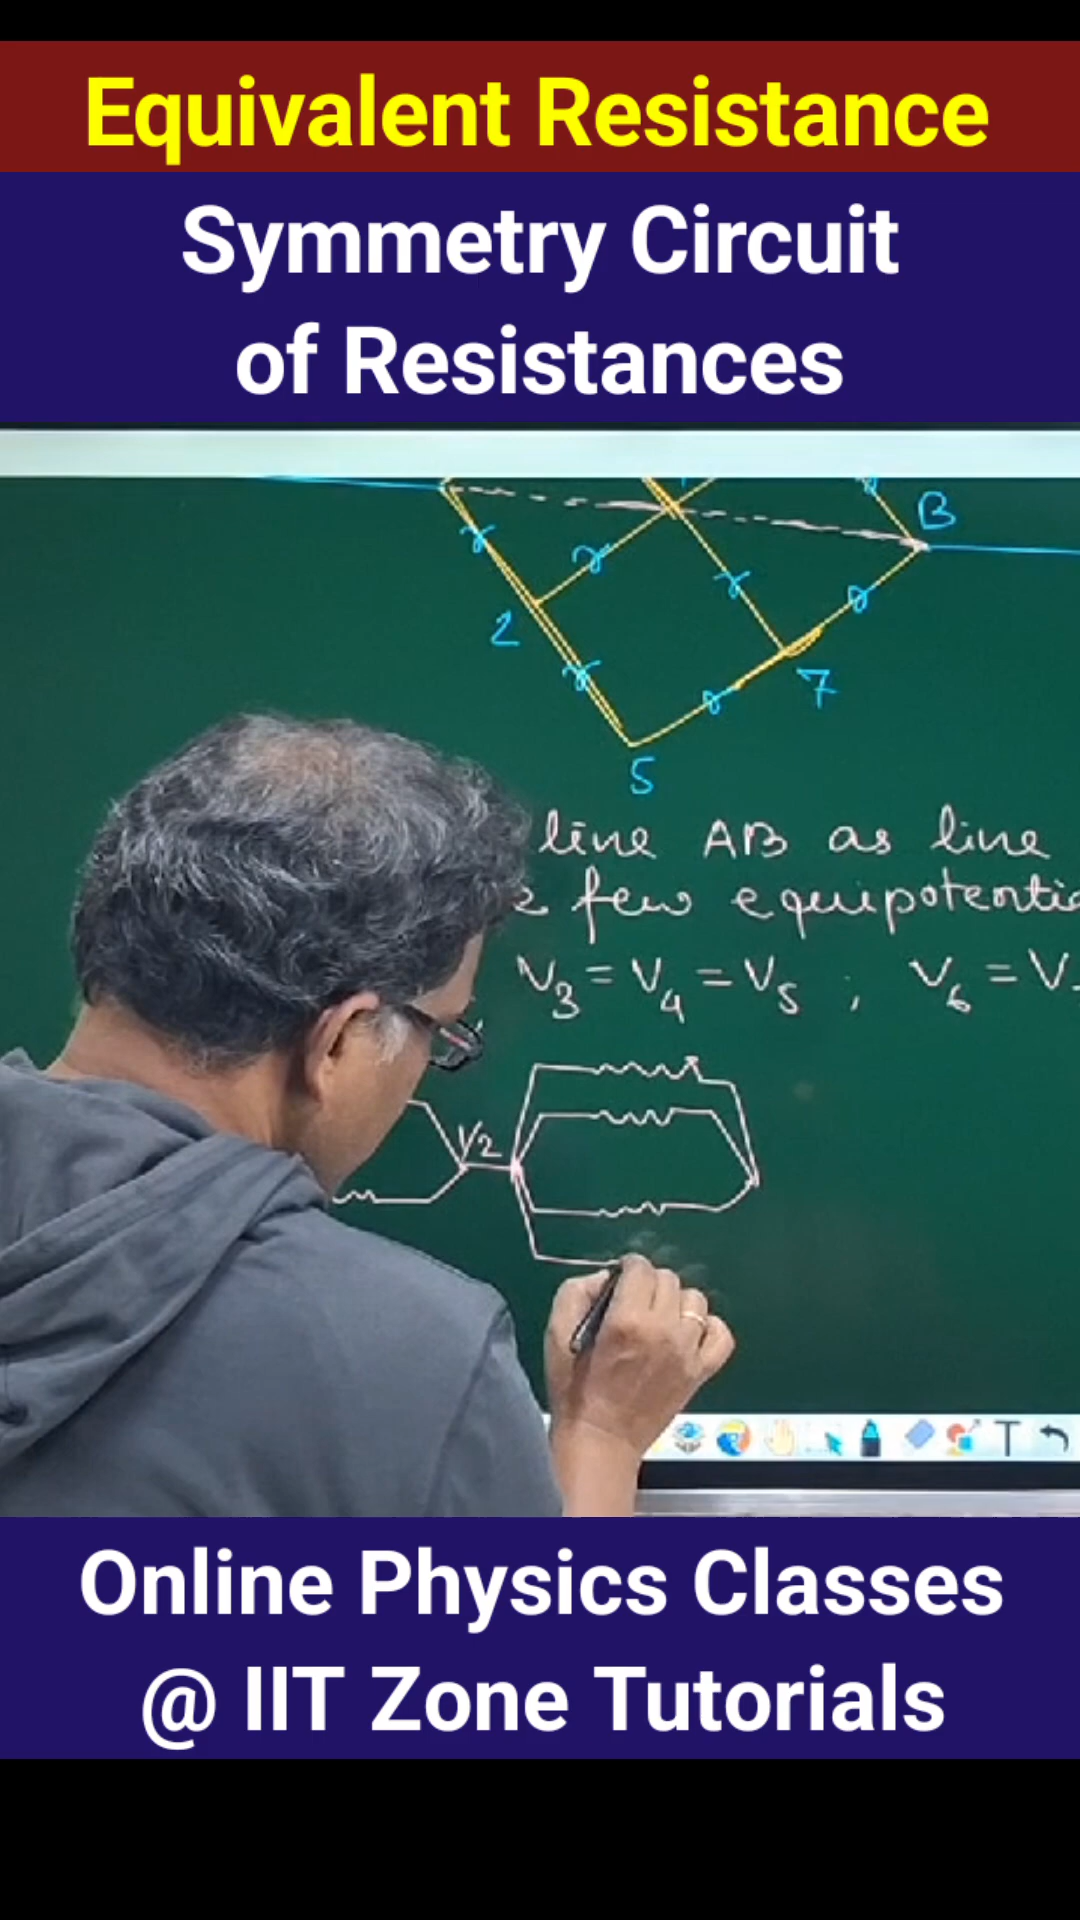 Equivalent Resistance
Symmetry Circuit
of Resistances
B
r
r
r
2
r
7
5
line AB as line
few equipotentia
V₃ = V₄ = V₅ ; V₆ = V
1/2
T
Online Physics Classes
@ IIT Zone Tutorials